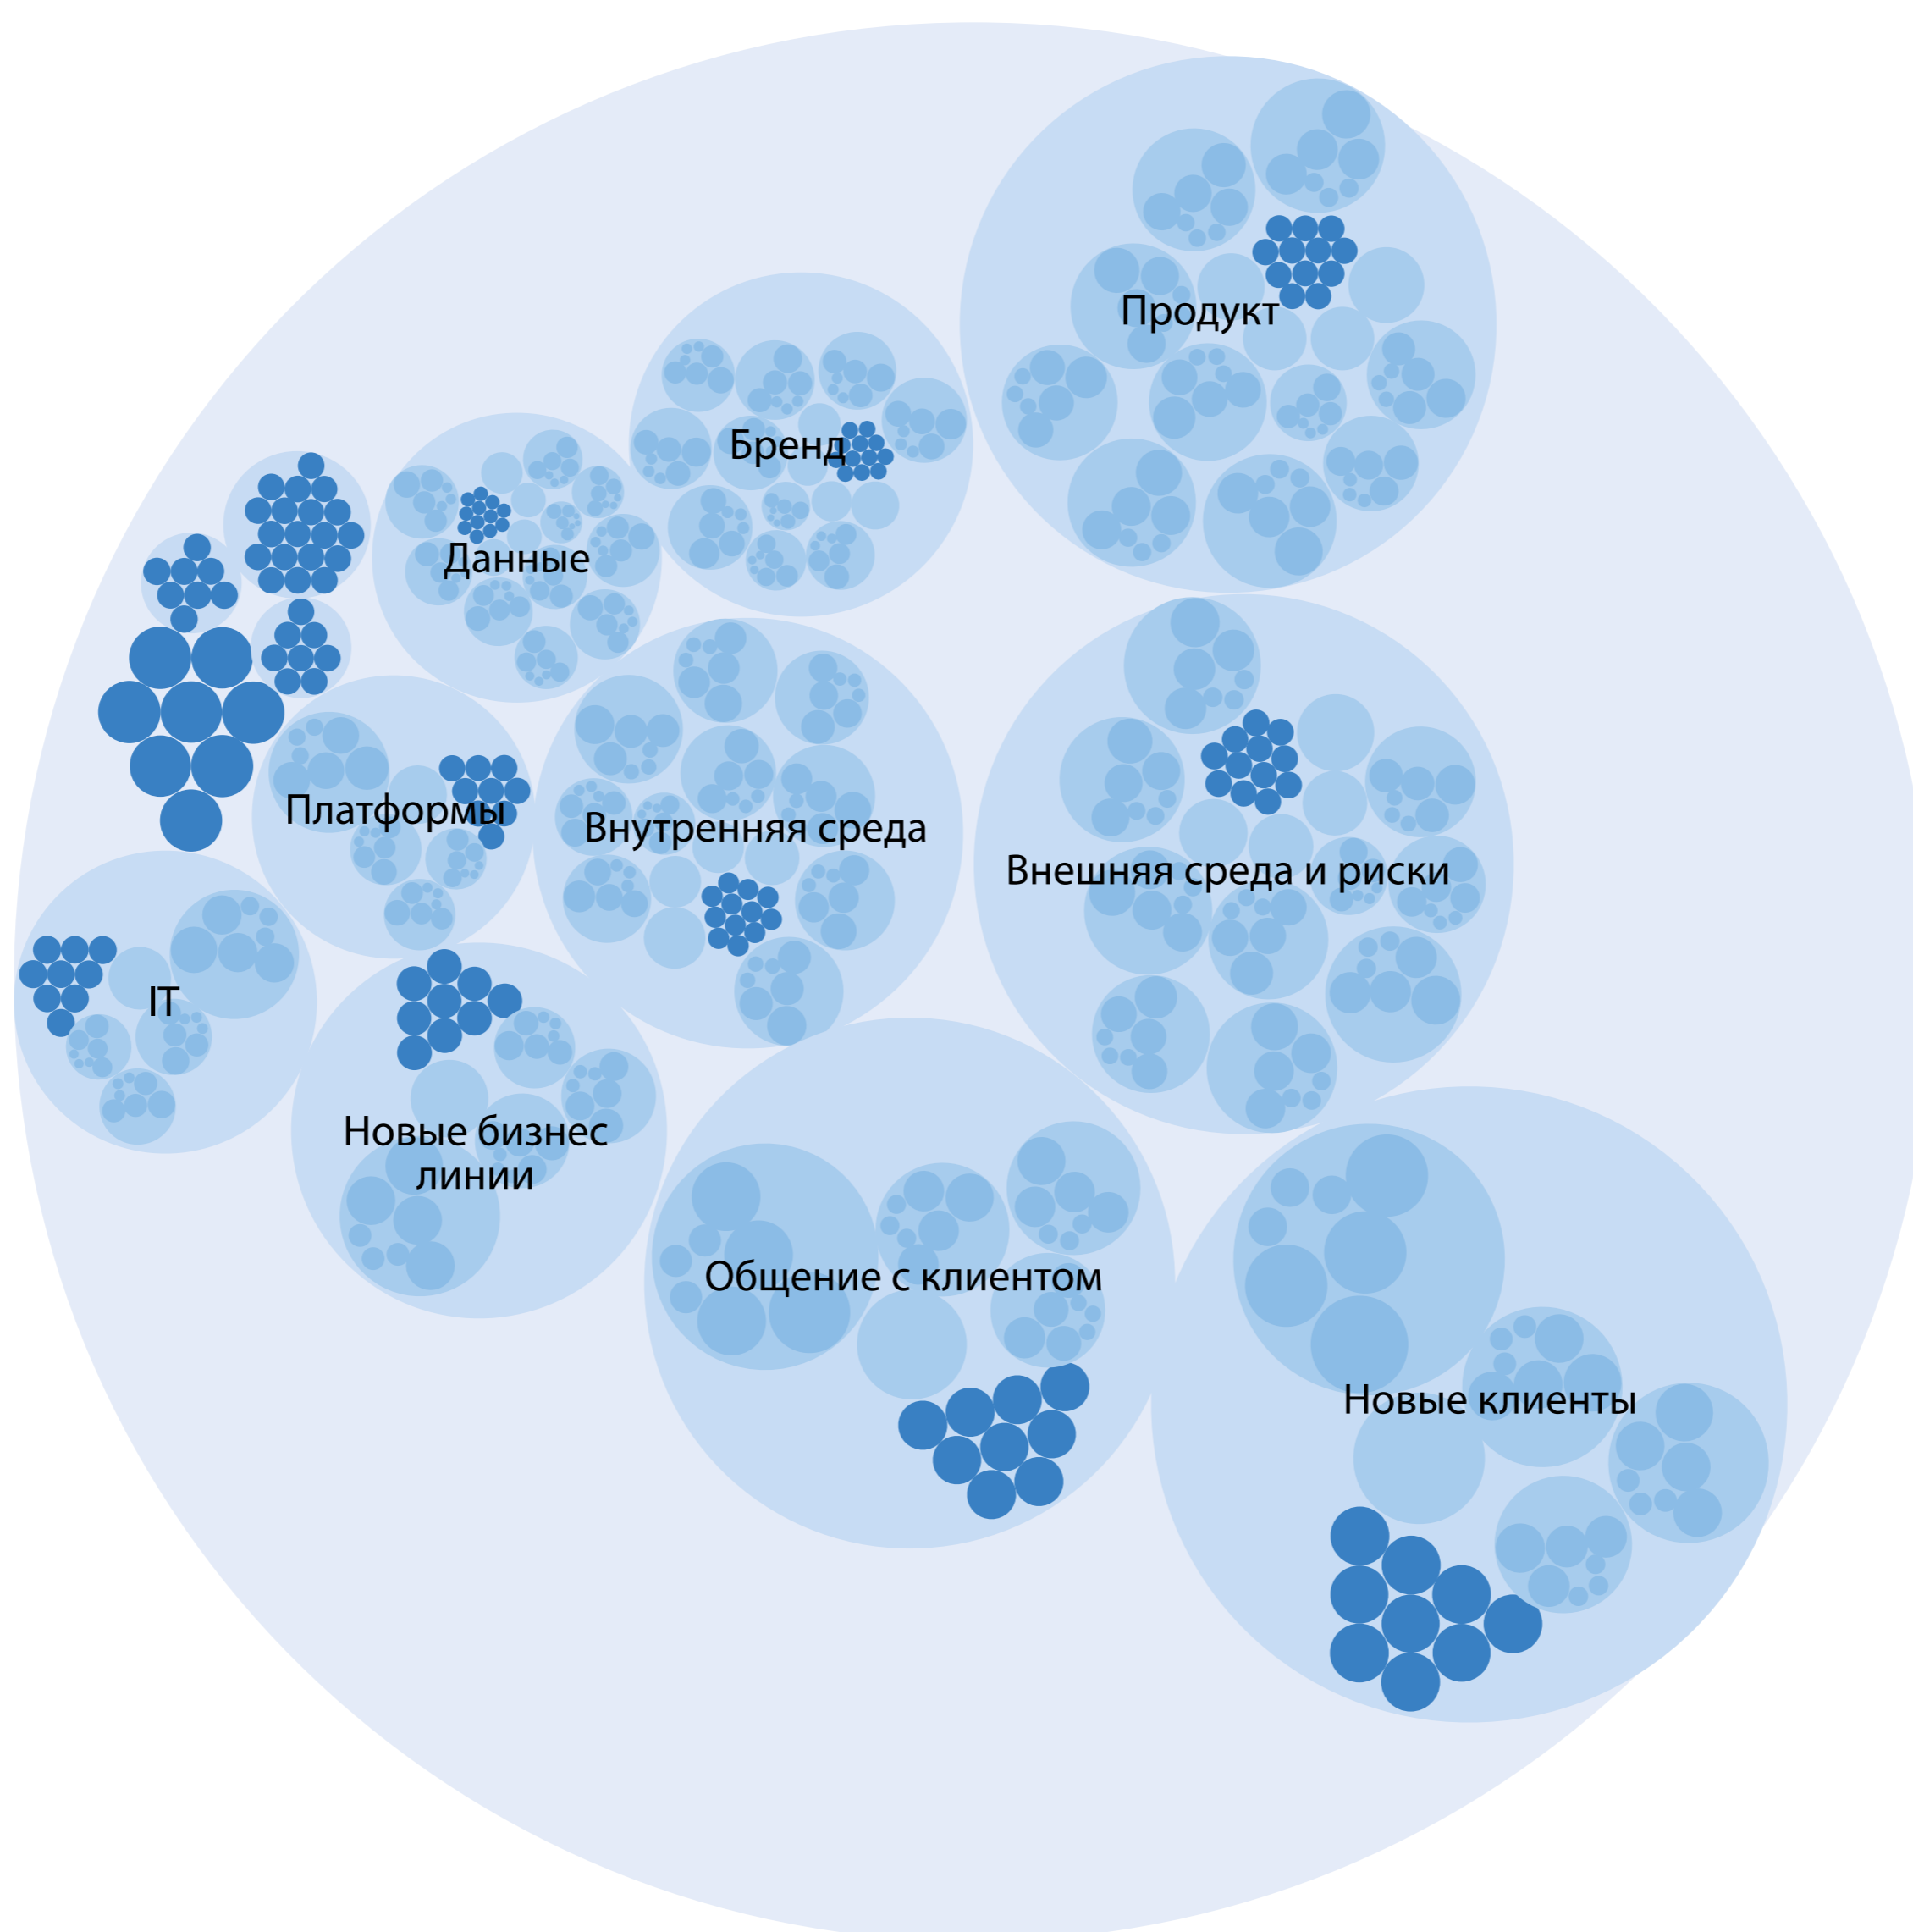 Продукт
Бренд
Данные
Платформы
Внутренняя среда
Внешняя среда и риски
IT
Новые бизнес
линии
Общение с клиентом
Новые клиенты